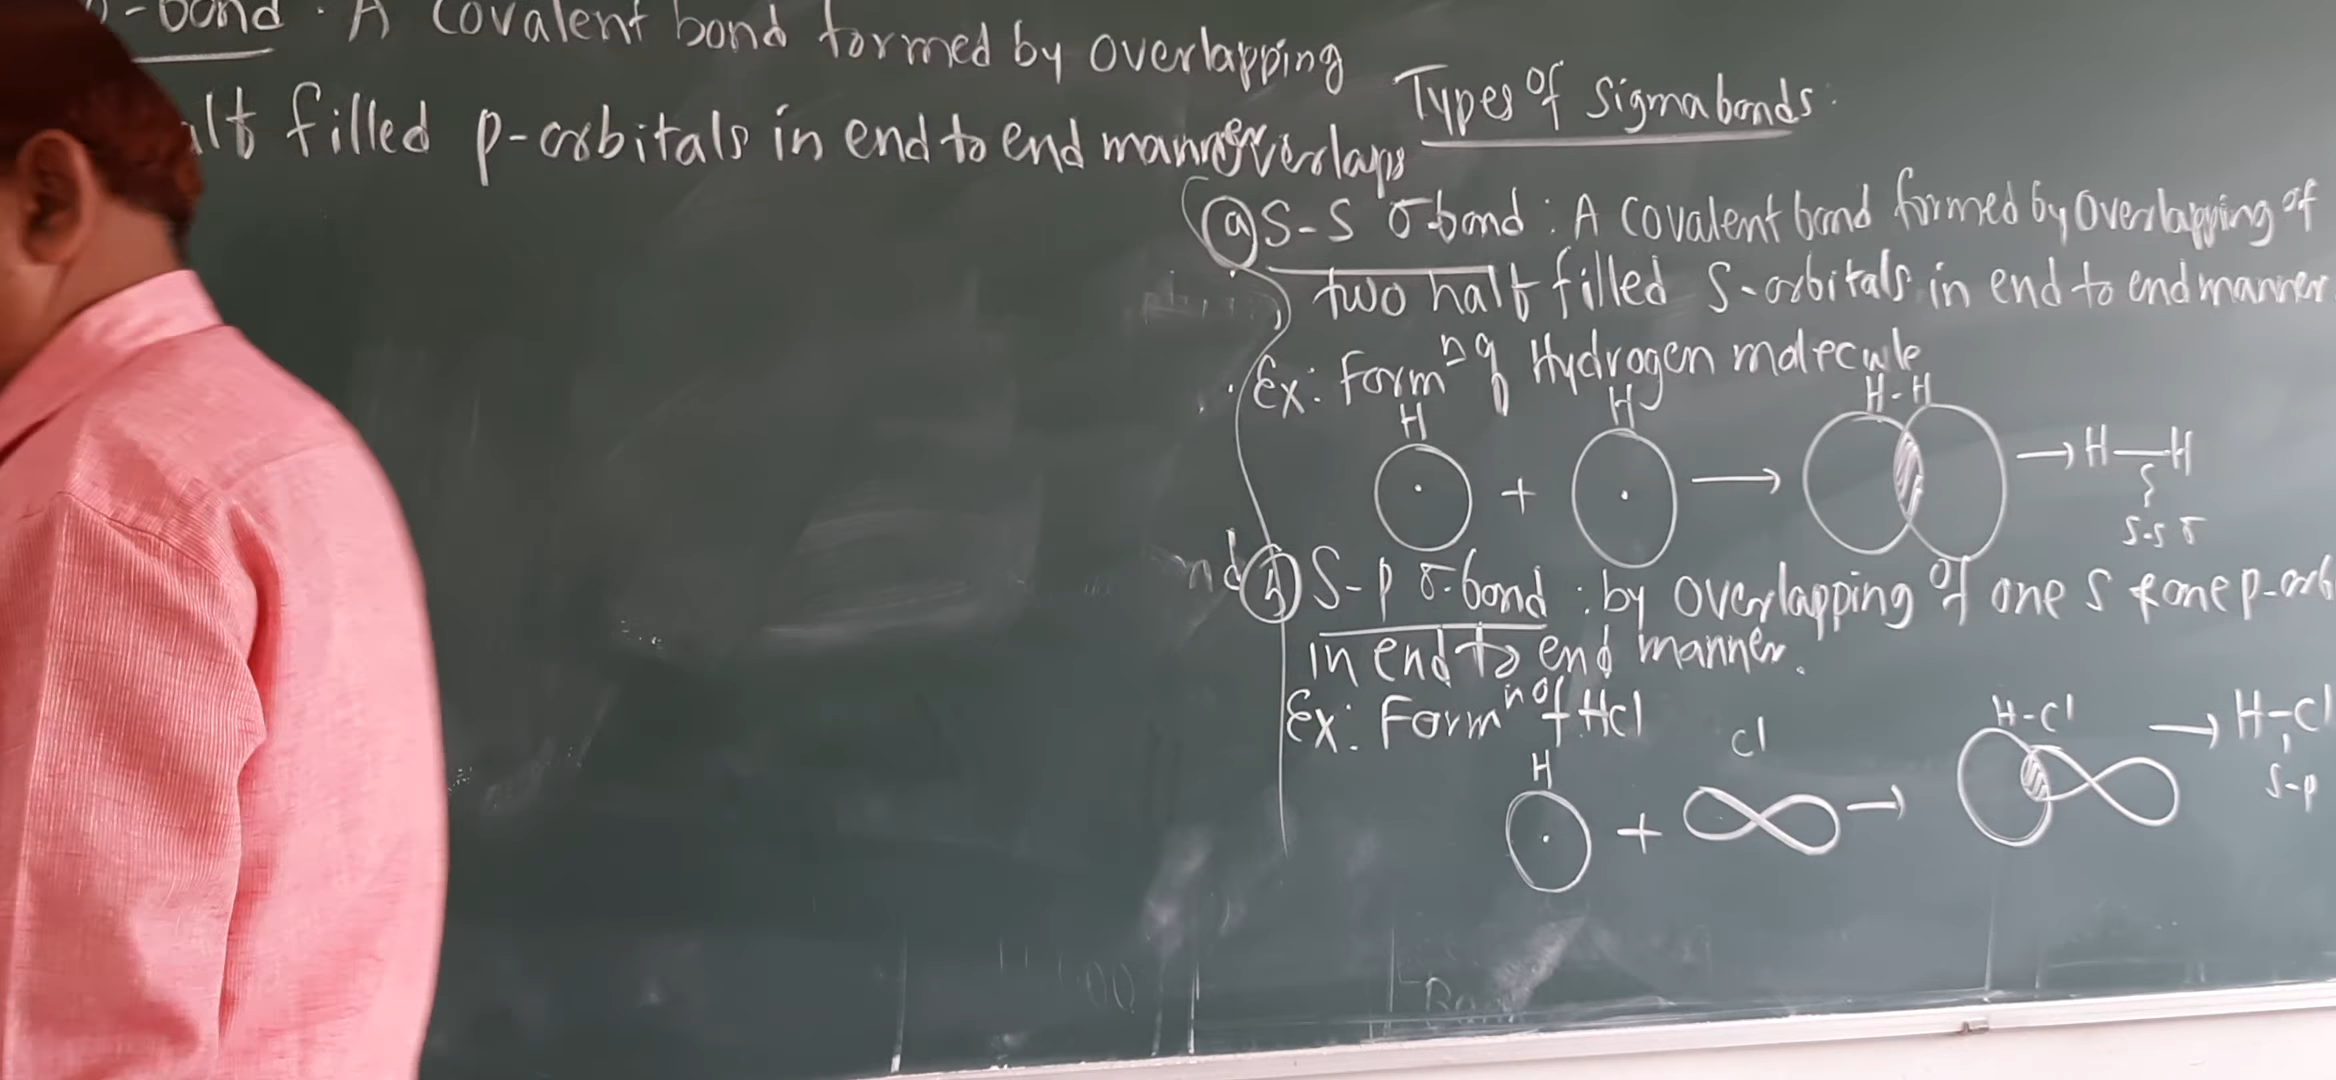 -bond : A Covalent bond formed by overlapping
half filled p-orbitals in end to end manner
overlaps
Types of Sigma bonds:
(a) S-S σ-bond : A Covalent bond formed by overlapping of
two half filled S-orbitals in end to end manner
Ex: Formⁿ of Hydrogen molecule
H H H-H
+ → → H—H
S-S σ
nd
(b) S-p σ-bond : by overlapping of one S & one p-orb
in end to end manner.
Ex: Formⁿ of HCl
H Cl H-Cl → H-Cl
+ →
S-p